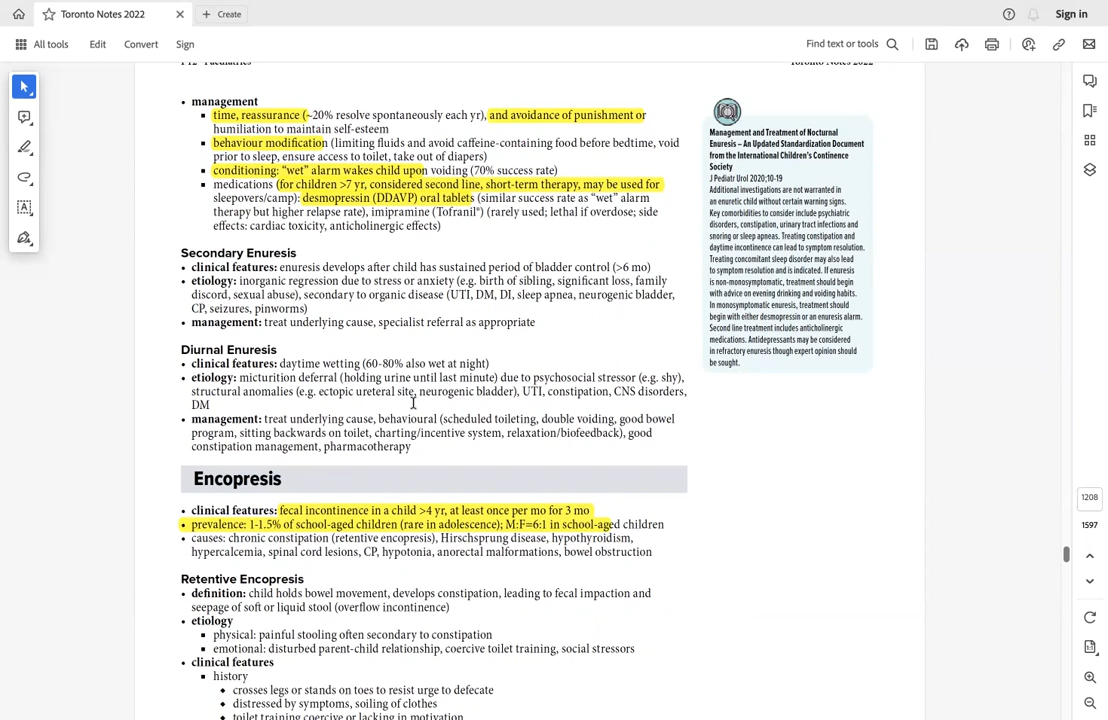 Toronto Notes 2022
Create
Sign in
All tools
Edit
Convert
Sign
Find text or tools
P12 Paediatrics
Toronto Notes 2022
• management
▪ time, reassurance (~20% resolve spontaneously each yr), and avoidance of punishment or
humiliation to maintain self-esteem
▪ behaviour modification (limiting fluids and avoid caffeine-containing food before bedtime, void
prior to sleep, ensure access to toilet, take out of diapers)
▪ conditioning: “wet” alarm wakes child upon voiding (70% success rate)
▪ medications (for children >7 yr, considered second line, short-term therapy, may be used for
sleepovers/camp): desmopressin (DDAVP) oral tablets (similar success rate as “wet” alarm
therapy but higher relapse rate), imipramine (Tofranil®) (rarely used; lethal if overdose; side
effects: cardiac toxicity, anticholinergic effects)
Secondary Enuresis
• clinical features: enuresis develops after child has sustained period of bladder control (>6 mo)
• etiology: inorganic regression due to stress or anxiety (e.g. birth of sibling, significant loss, family
discord, sexual abuse), secondary to organic disease (UTI, DM, DI, sleep apnea, neurogenic bladder,
CP, seizures, pinworms)
• management: treat underlying cause, specialist referral as appropriate
Diurnal Enuresis
• clinical features: daytime wetting (60-80% also wet at night)
• etiology: micturition deferral (holding urine until last minute) due to psychosocial stressor (e.g. shy),
structural anomalies (e.g. ectopic ureteral site, neurogenic bladder), UTI, constipation, CNS disorders,
DM
• management: treat underlying cause, behavioural (scheduled toileting, double voiding, good bowel
program, sitting backwards on toilet, charting/incentive system, relaxation/biofeedback), good
constipation management, pharmacotherapy
Encopresis
• clinical features: fecal incontinence in a child >4 yr, at least once per mo for 3 mo
• prevalence: 1-1.5% of school-aged children (rare in adolescence); M:F=6:1 in school-aged children
• causes: chronic constipation (retentive encopresis), Hirschsprung disease, hypothyroidism,
hypercalcemia, spinal cord lesions, CP, hypotonia, anorectal malformations, bowel obstruction
Retentive Encopresis
• definition: child holds bowel movement, develops constipation, leading to fecal impaction and
seepage of soft or liquid stool (overflow incontinence)
• etiology
▪ physical: painful stooling often secondary to constipation
▪ emotional: disturbed parent-child relationship, coercive toilet training, social stressors
• clinical features
▪ history
◆ crosses legs or stands on toes to resist urge to defecate
◆ distressed by symptoms, soiling of clothes
◆ toilet training coercive or lacking in motivation
Management and Treatment of Nocturnal
Enuresis – An Updated Standardization Document
from the International Children's Continence
Society
J Pediatr Urol 2020;10-19
Additional investigations are not warranted in
an enuretic child without certain warning signs.
Key comorbidities to consider include psychiatric
disorders, constipation, urinary tract infections and
snoring or sleep apneas. Treating constipation and
daytime incontinence can lead to symptom resolution.
Treating concomitant sleep disorder may also lead
to symptom resolution and is indicated. If enuresis
is non-monosymptomatic, treatment should begin
with advice on evening drinking and voiding habits.
In monosymptomatic enuresis, treatment should
begin with either desmopressin or an enuresis alarm.
Second line treatment includes anticholinergic
medications. Antidepressants may be considered
in refractory enuresis though expert opinion should
be sought.
1208
1597